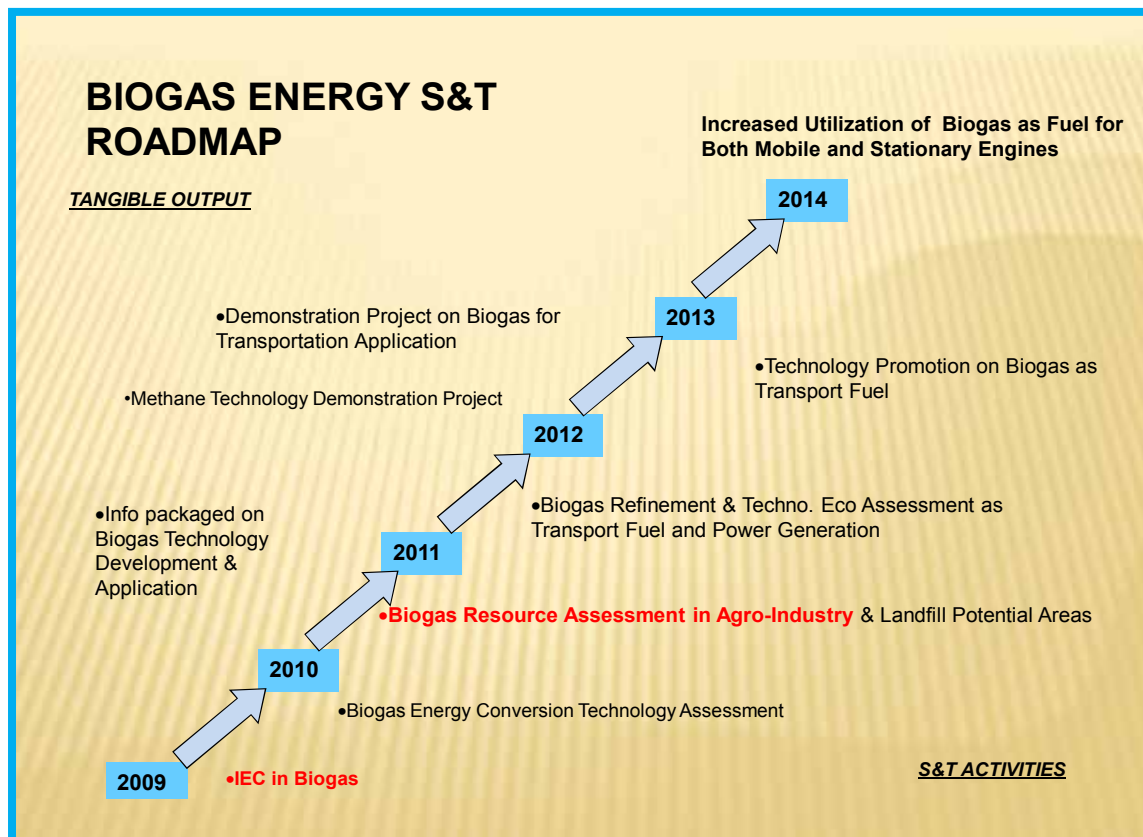 BIOGAS ENERGY S&T
ROADMAP
Increased Utilization of Biogas as Fuel for
Both Mobile and Stationary Engines
TANGIBLE OUTPUT
2014
•Demonstration Project on Biogas for
Transportation Application
2013
•Technology Promotion on Biogas as
Transport Fuel
•Methane Technology Demonstration Project
2012
•Info packaged on
Biogas Technology
Development &
Application
•Biogas Refinement & Techno. Eco Assessment as
Transport Fuel and Power Generation
2011
•Biogas Resource Assessment in Agro-Industry & Landfill Potential Areas
2010
•Biogas Energy Conversion Technology Assessment
2009
•IEC in Biogas
S&T ACTIVITIES